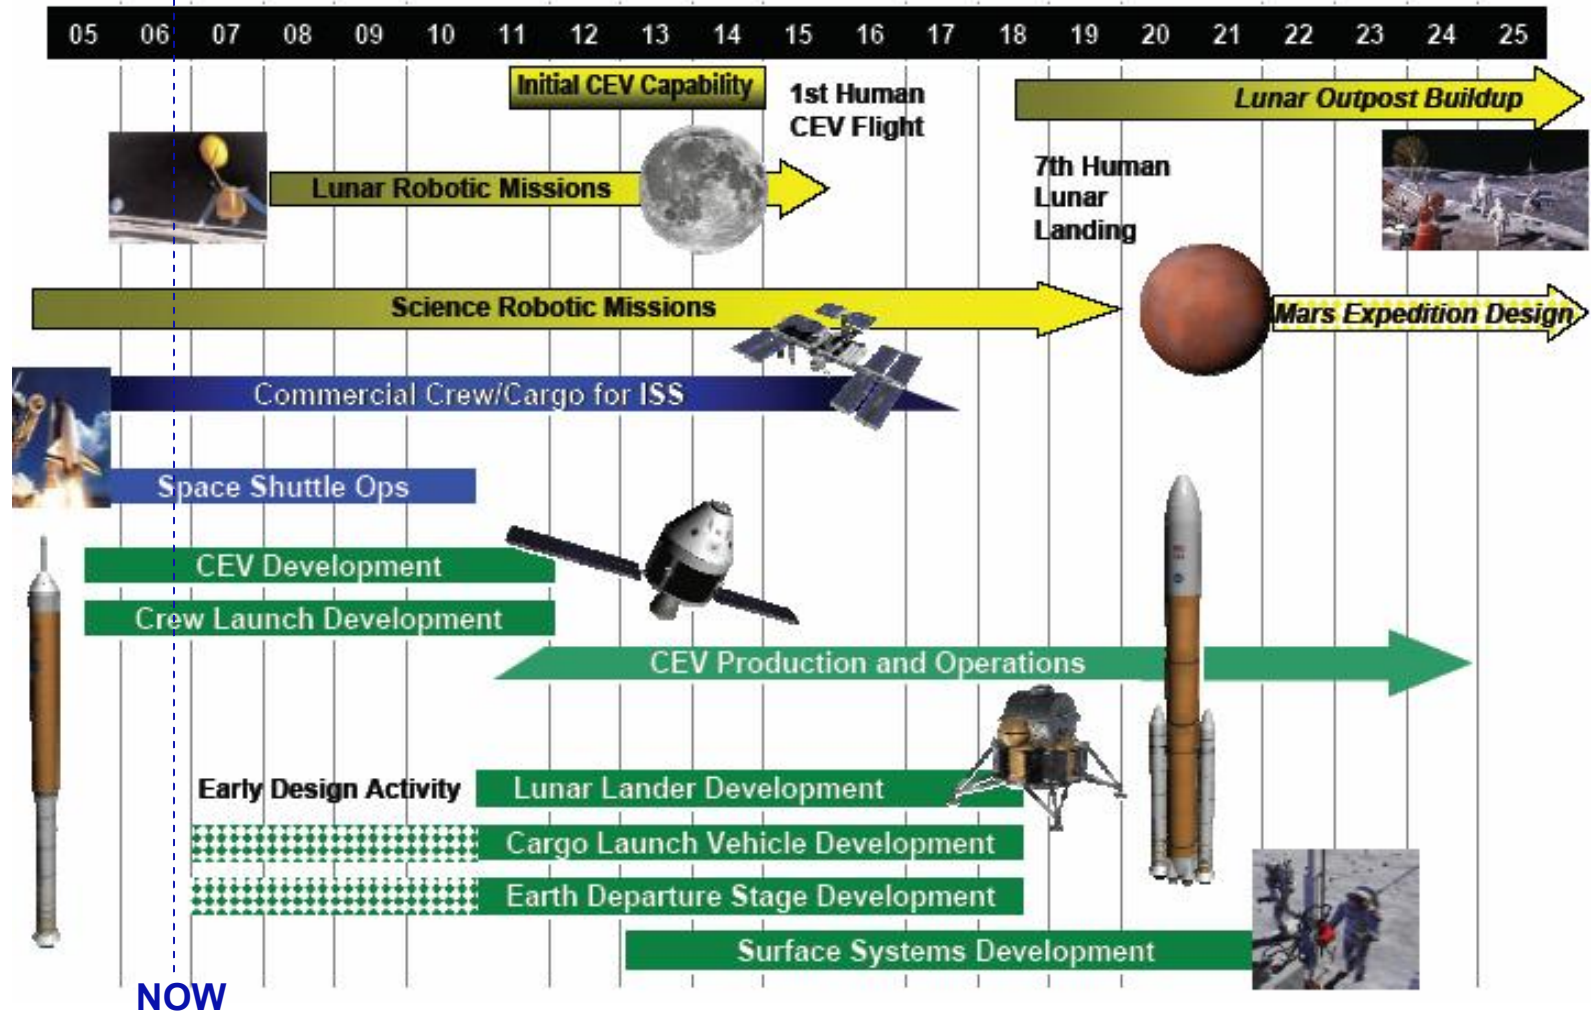 05 06 07 08 09 10 11 12 13 14 15 16 17 18 19 20 21 22 23 24 25
Initial CEV Capability
1st Human
CEV Flight
Lunar Outpost Buildup
Lunar Robotic Missions
7th Human
Lunar
Landing
Science Robotic Missions
Mars Expedition Design
Commercial Crew/Cargo for ISS
Space Shuttle Ops
CEV Development
Crew Launch Development
CEV Production and Operations
Early Design Activity
Lunar Lander Development
Cargo Launch Vehicle Development
Earth Departure Stage Development
Surface Systems Development
NOW